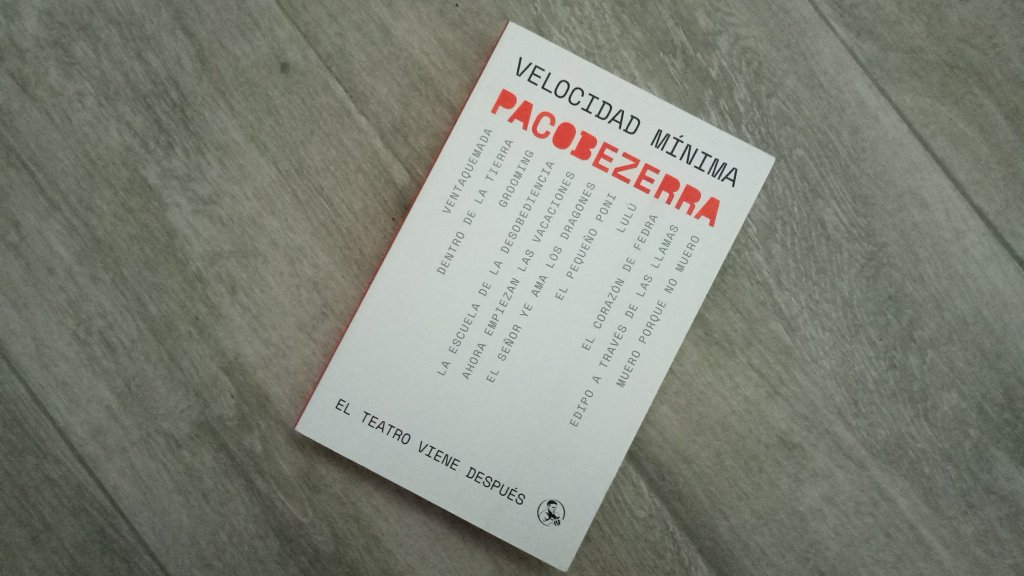 VELOCIDAD MÍNIMA
PACOBEZERRA
VENTAQUEMADA
DENTRO DE LA TIERRA
GROOMING
LA ESCUELA DE LA DESOBEDIENCIA
AHORA EMPIEZAN LAS VACACIONES
EL SEÑOR YE AMA LOS DRAGONES
EL PEQUEÑO PONI
LULÚ
EL CORAZÓN DE FEDRA
EDIPO A TRAVÉS DE LAS LLAMAS
MUERO PORQUE NO MUERO
EL TEATRO VIENE DESPUÉS